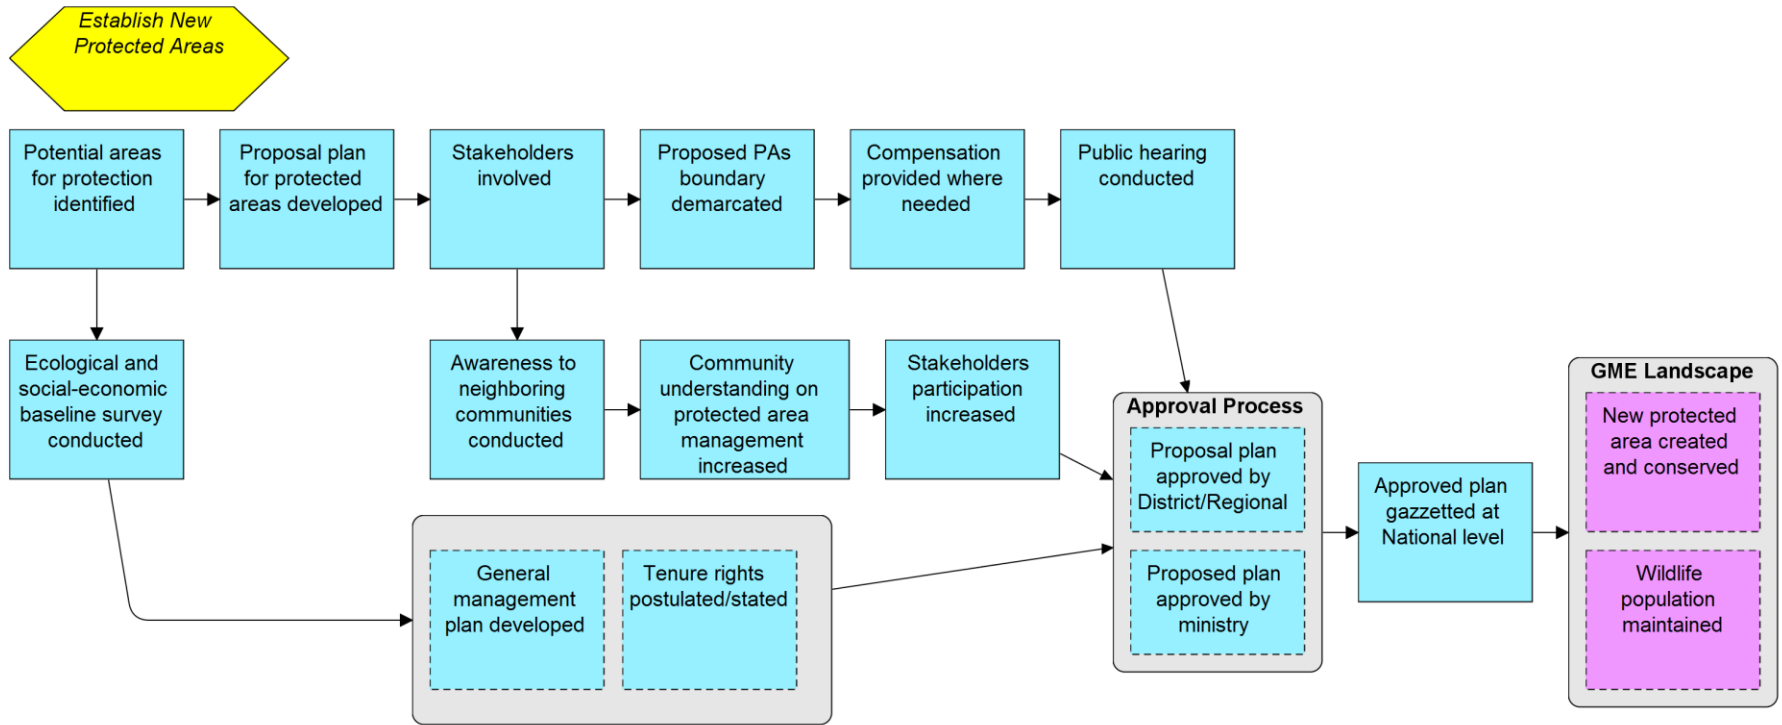 Establish New
Protected Areas
Potential areas
for protection
identified
Proposal plan
for protected
areas developed
Stakeholders
involved
Proposed PAs
boundary
demarcated
Compensation
provided where
needed
Public hearing
conducted
Ecological and
social-economic
baseline survey
conducted
Awareness to
neighboring
communities
conducted
Community
understanding on
protected area
management
increased
Stakeholders
participation
increased
General
management
plan developed
Tenure rights
postulated/stated
Approval Process
Proposal plan
approved by
District/Regional
Proposed plan
approved by
ministry
Approved plan
gazzetted at
National level
GME Landscape
New protected
area created
and conserved
Wildlife
population
maintained